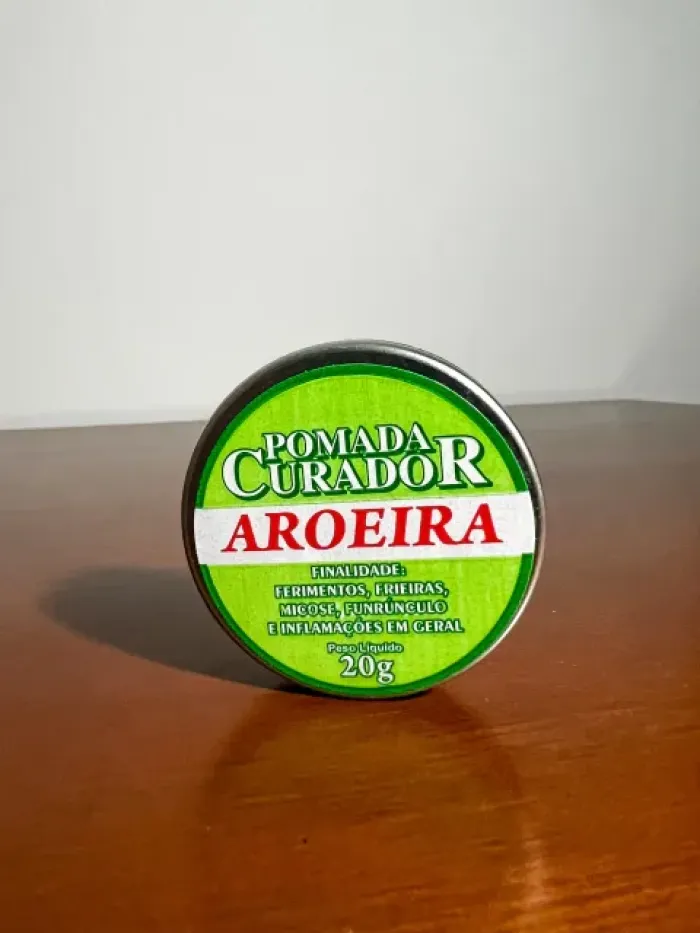 POMADA
CURADOR
AROEIRA
FINALIDADE:
FERIMENTOS, FRIEIRAS,
MICOSE, FUNRÚNCULO
E INFLAMAÇÕES EM GERAL
Peso Líquido
20g